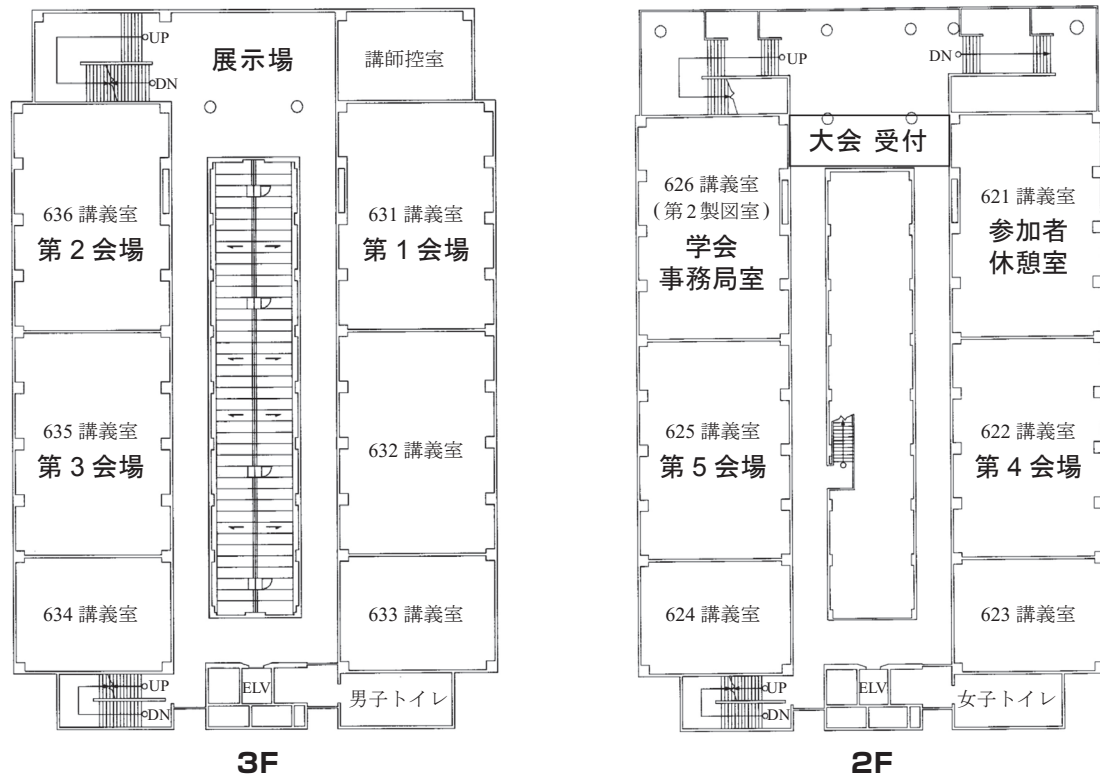 UP
DN
展示場
講師控室
636 講義室
第 2 会場
631 講義室
第 1 会場
635 講義室
第 3 会場
632 講義室
634 講義室
633 講義室
UP
DN
ELV
男子トイレ
3F
UP
DN
大会 受付
626 講義室
(第2製図室)
学会
事務局室
621 講義室
参加者
休憩室
625 講義室
第 5 会場
622 講義室
第 4 会場
624 講義室
623 講義室
UP
DN
ELV
女子トイレ
2F